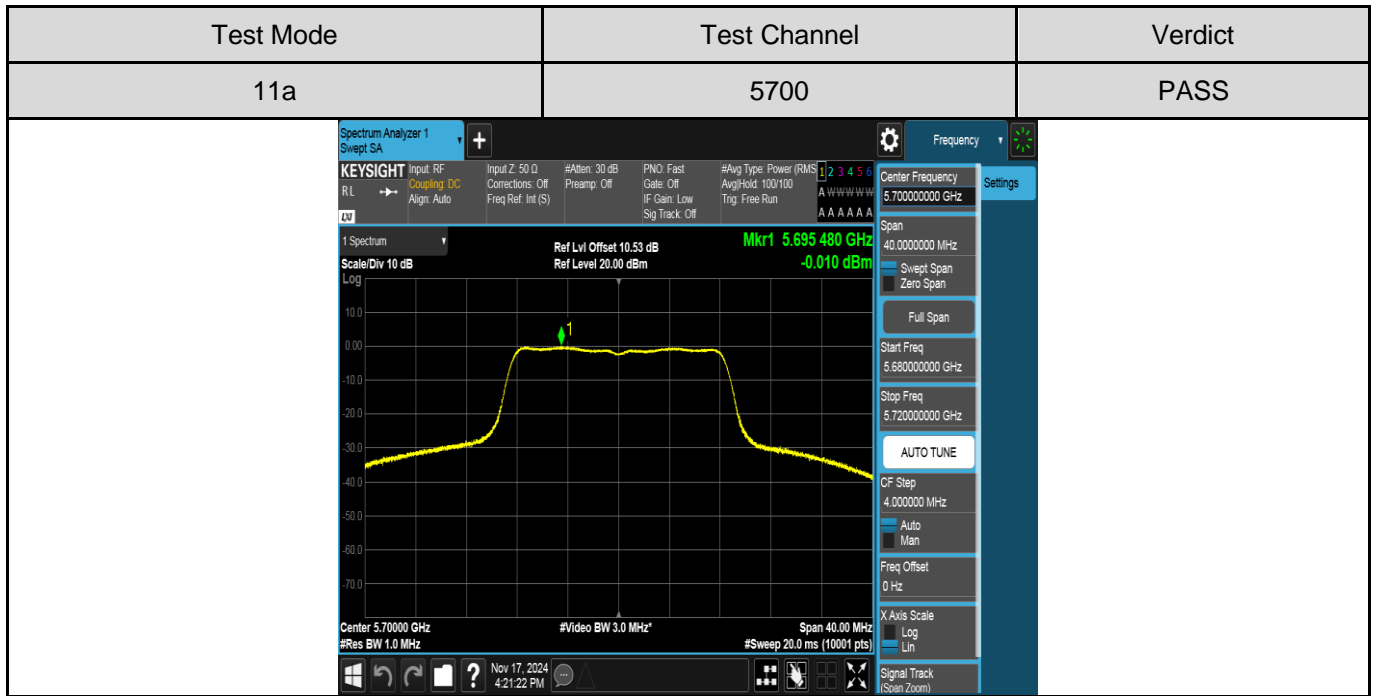 Test Mode Test Channel Verdict
11a 5700 PASS
Spectrum Analyzer 1
Swept SA
+
Frequency
KEYSIGHT Input: RF Input Z: 50 Ω #Atten: 30 dB PNO: Fast #Avg Type: Power (RMS 1 2 3 4 5 6
RL Coupling: DC Corrections: Off Preamp: Off Gate: Off Avg|Hold: 100/100 A W W W W W
Align: Auto Freq Ref: Int (S) IF Gain: Low Trig: Free Run
LXI Sig Track: Off A A A A A A
1 Spectrum Ref Lvl Offset 10.53 dB Mkr1 5.695 480 GHz
Scale/Div 10 dB Ref Level 20.00 dBm -0.010 dBm
Log
10.0
1
0.00
-10.0
-20.0
-30.0
-40.0
-50.0
-60.0
-70.0
Center 5.70000 GHz #Video BW 3.0 MHz* Span 40.00 MHz
#Res BW 1.0 MHz #Sweep 20.0 ms (10001 pts)
? Nov 17, 2024
4:21:22 PM
Center Frequency
5.700000000 GHz
Settings
Span
40.0000000 MHz
Swept Span
Zero Span
Full Span
Start Freq
5.680000000 GHz
Stop Freq
5.720000000 GHz
AUTO TUNE
CF Step
4.000000 MHz
Auto
Man
Freq Offset
0 Hz
X Axis Scale
Log
Lin
Signal Track
(Span Zoom)